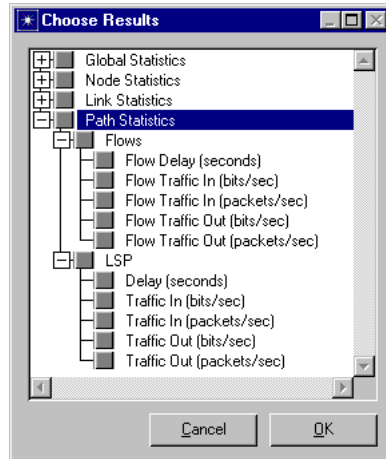 Choose Results
Global Statistics
Node Statistics
Link Statistics
Path Statistics
Flows
Flow Delay (seconds)
Flow Traffic In (bits/sec)
Flow Traffic In (packets/sec)
Flow Traffic Out (bits/sec)
Flow Traffic Out (packets/sec)
LSP
Delay (seconds)
Traffic In (bits/sec)
Traffic In (packets/sec)
Traffic Out (bits/sec)
Traffic Out (packets/sec)
Cancel OK